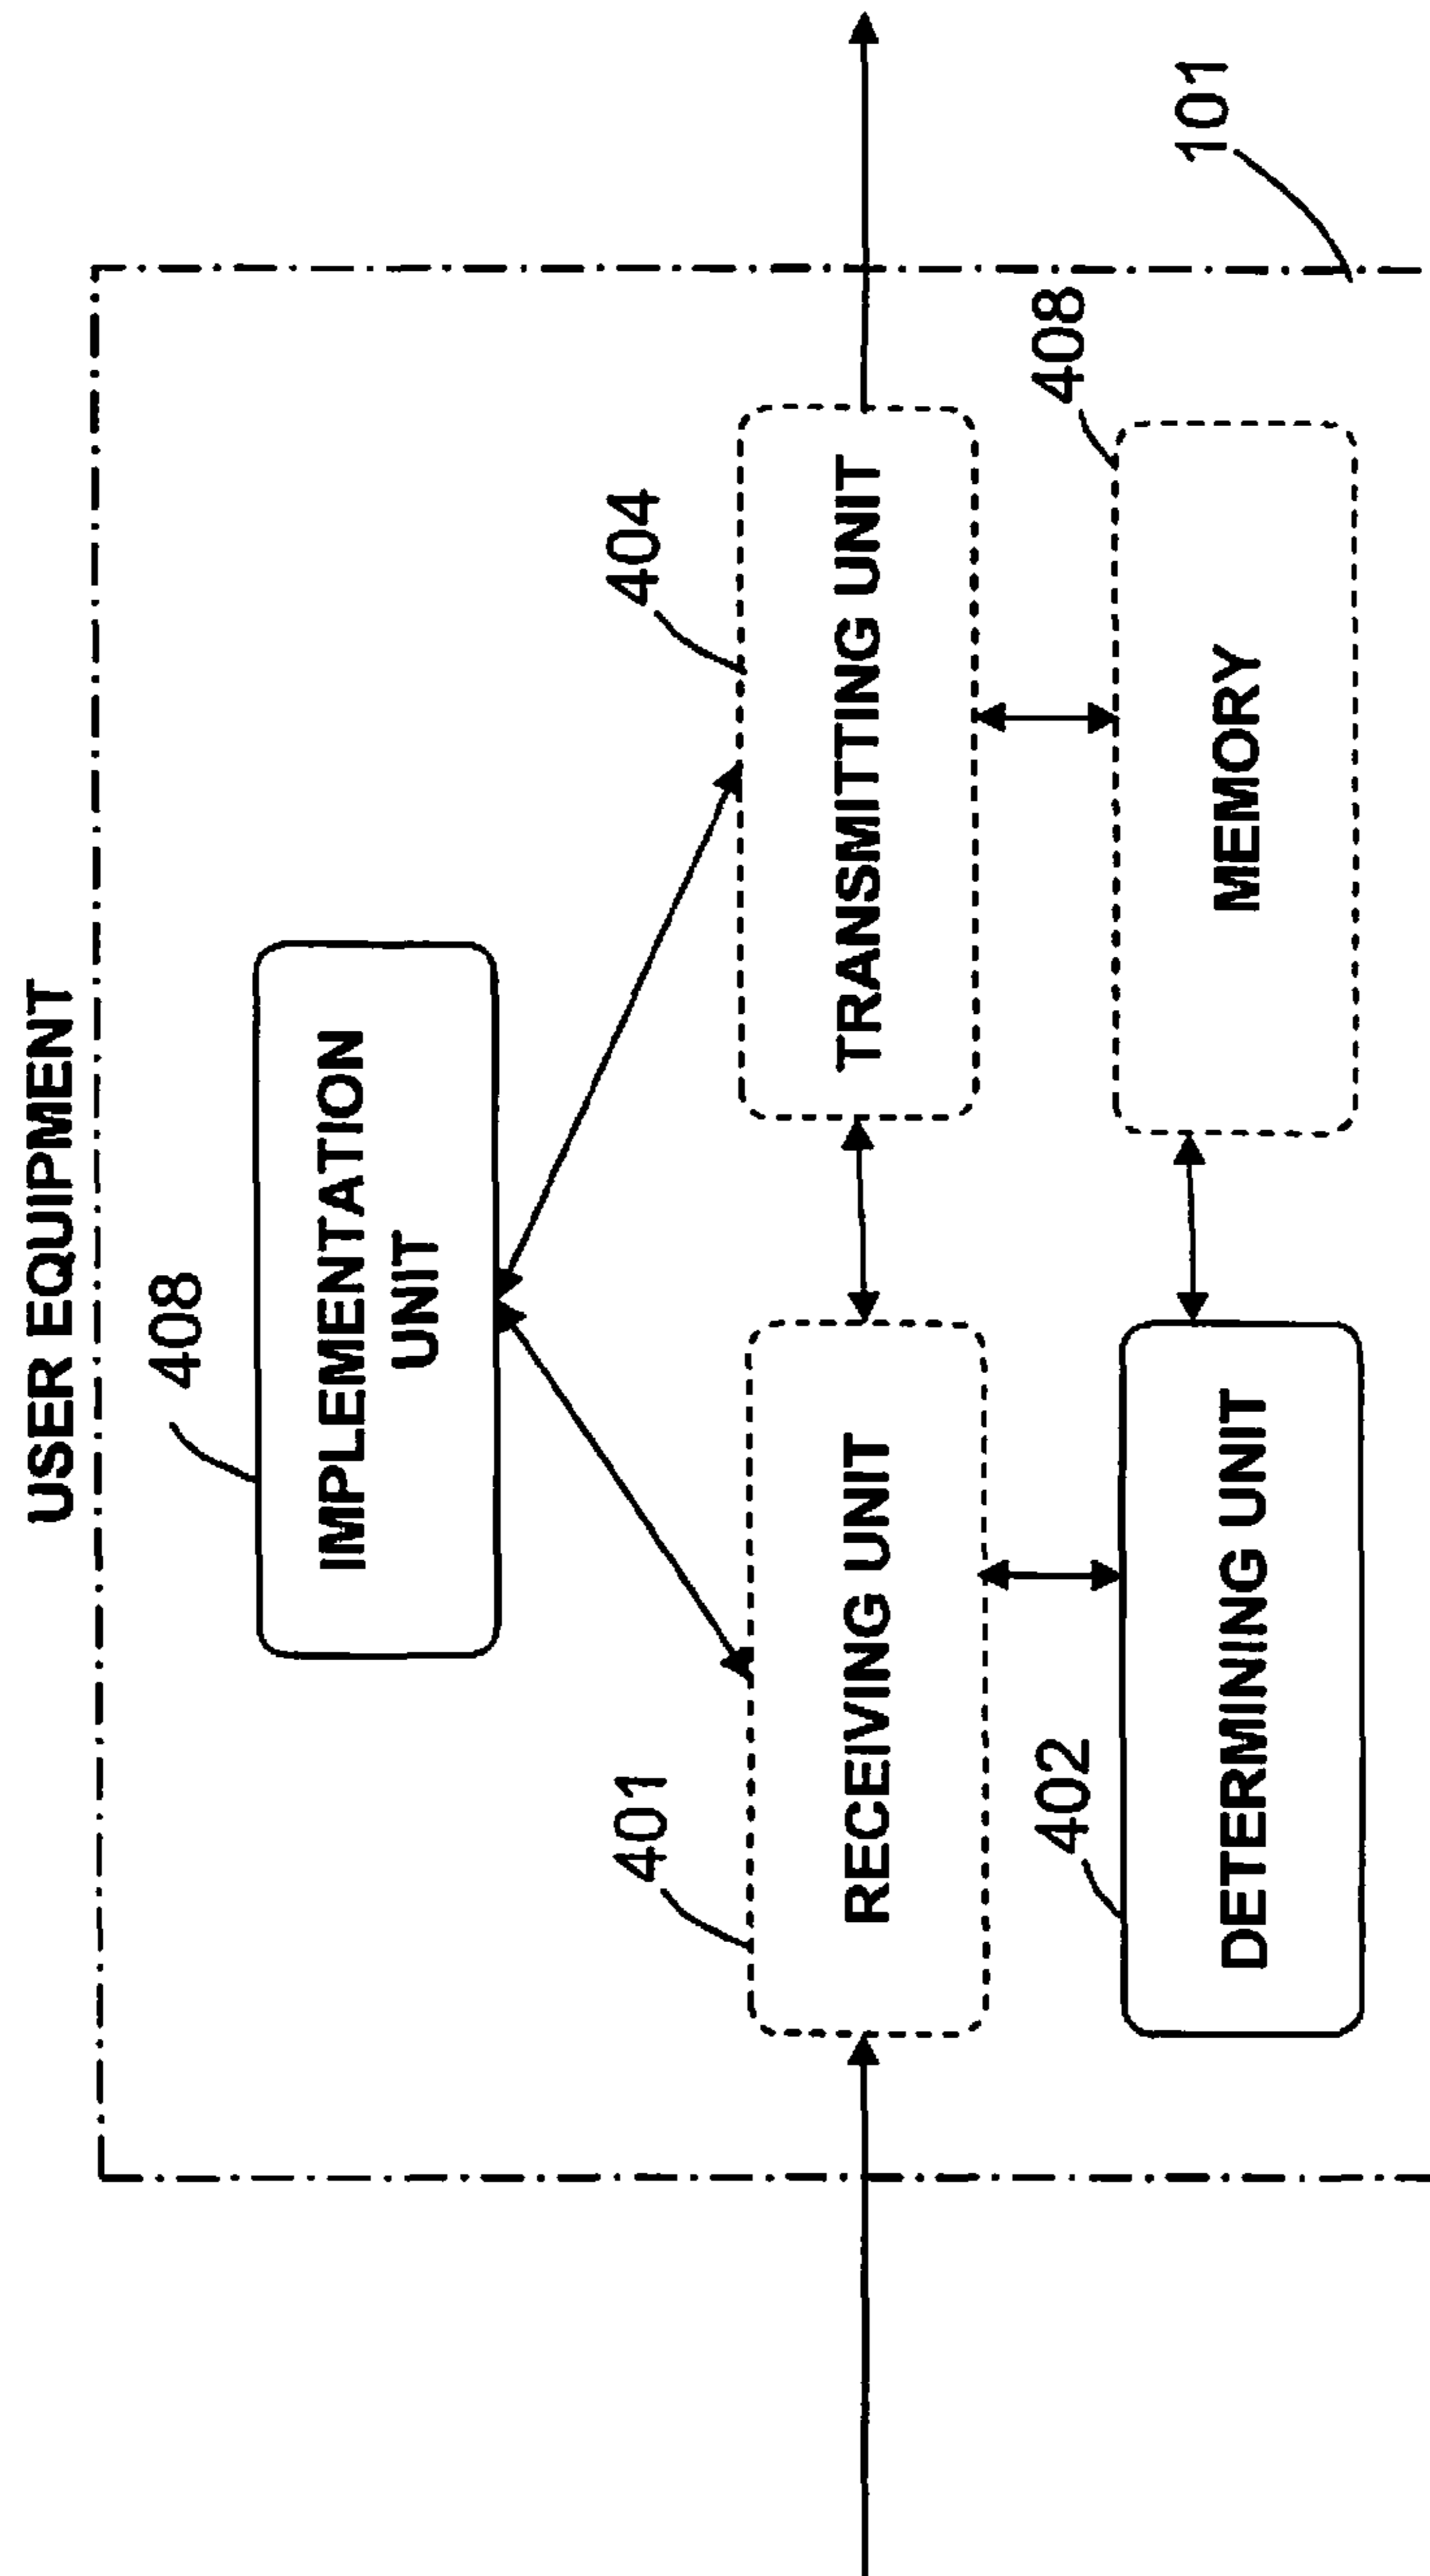 USER EQUIPMENT
408
IMPLEMENTATION
UNIT
401
RECEIVING UNIT
404
TRANSMITTING UNIT
402
DETERMINING UNIT
408
MEMORY
101